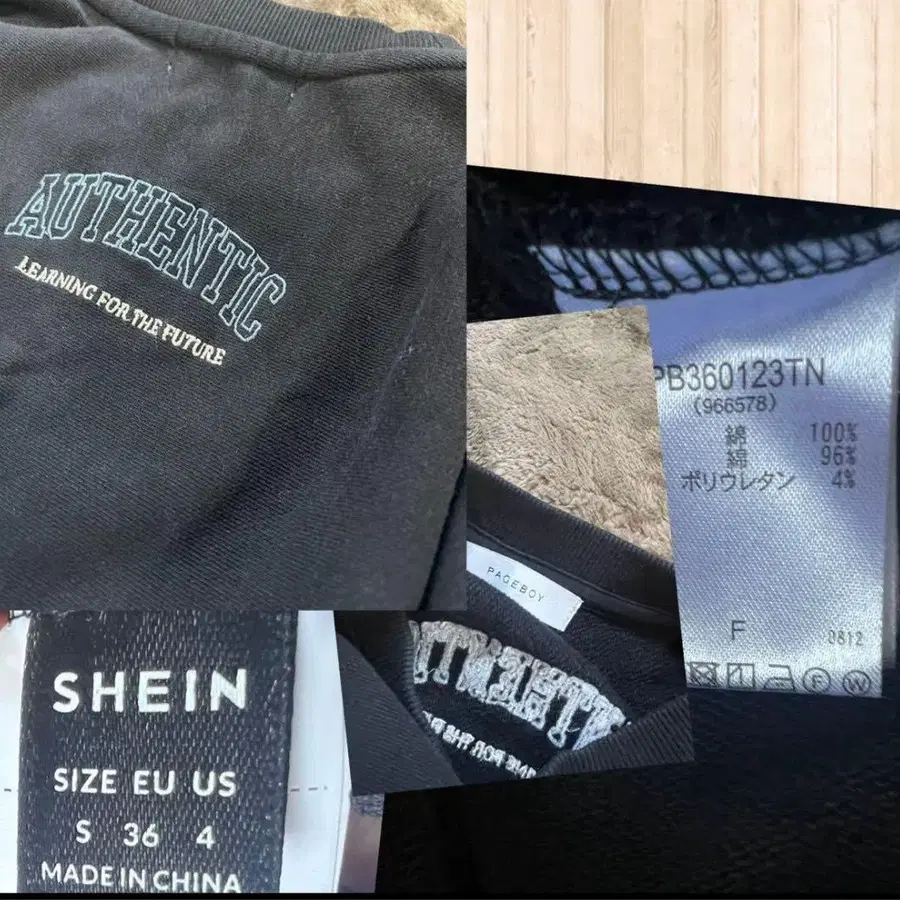 AUTHENTIC
LEARNING FOR THE FUTURE
PB360123TN
(966578)
綿 100%
綿 96%
ポリウレタン 4%
F 0812
F W
PAGEBOY
SHEIN
SIZE EU US
S 36 4
MADE IN CHINA